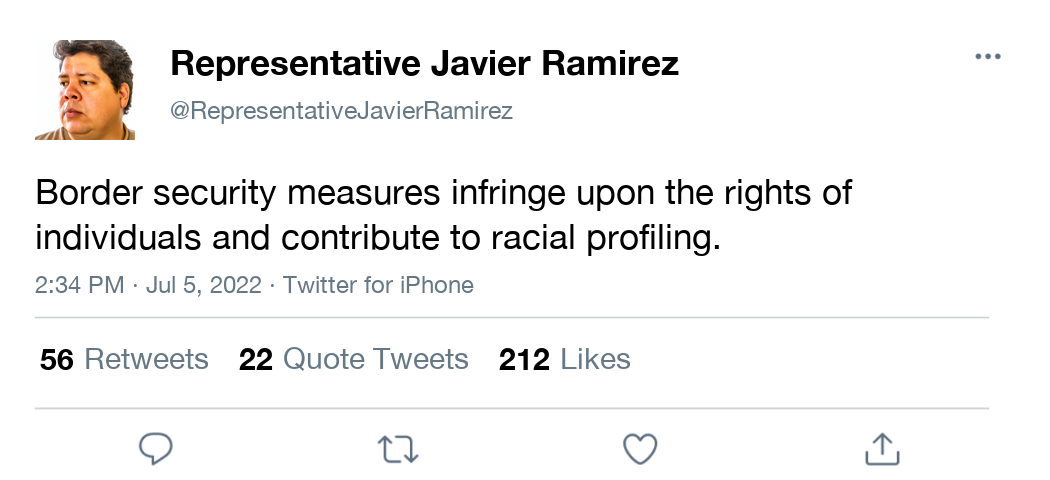 Representative Javier Ramirez
@RepresentativeJavierRamirez
Border security measures infringe upon the rights of
individuals and contribute to racial profiling.
2:34 PM · Jul 5, 2022 · Twitter for iPhone
56 Retweets 22 Quote Tweets 212 Likes